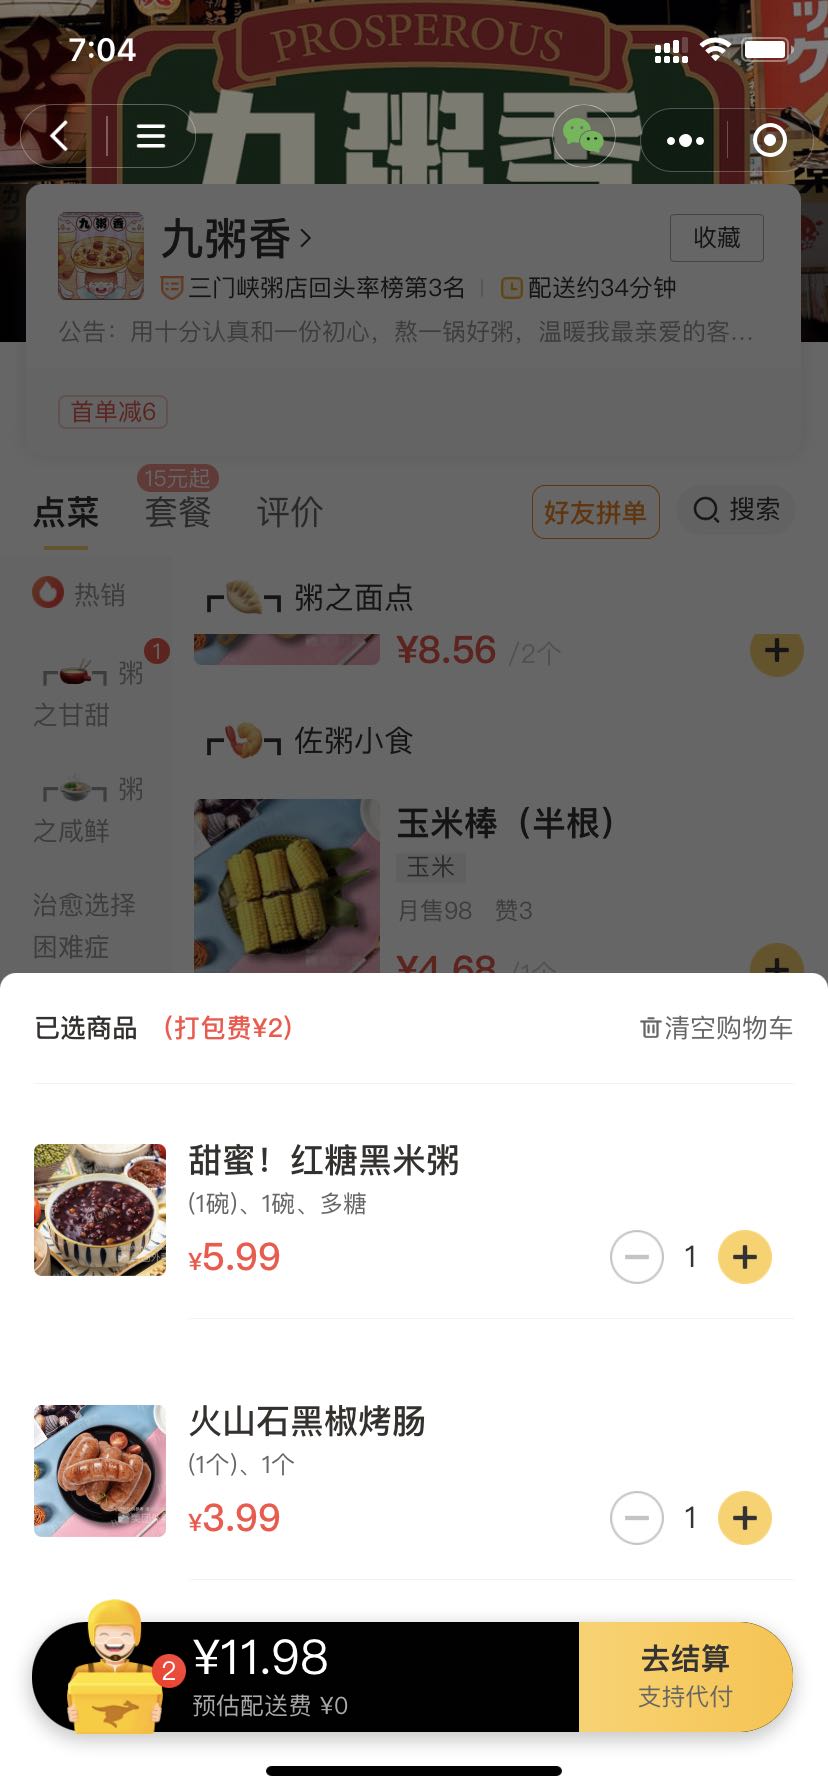 PROSPEROUS
7:04
九粥香
九粥香
九粥香
收藏
三门峡粥店回头率榜第3名
配送约34分钟
公告：用十分认真和一份初心，熬一锅好粥，温暖我最亲爱的客...
首单减6
15元起
点菜
套餐
评价
好友拼单
搜索
热销
粥之面点
¥8.56 /2个
1
粥
之甘甜
佐粥小食
粥
之咸鲜
玉米棒（半根）
玉米
月售98 赞3
治愈选择
困难症
¥4.68 /1个
已选商品
（打包费¥2）
清空购物车
甜蜜！红糖黑米粥
(1碗)、1碗、多糖
¥5.99
1
火山石黑椒烤肠
(1个)、1个
¥3.99
1
2
¥11.98
预估配送费 ¥0
去结算
支持代付